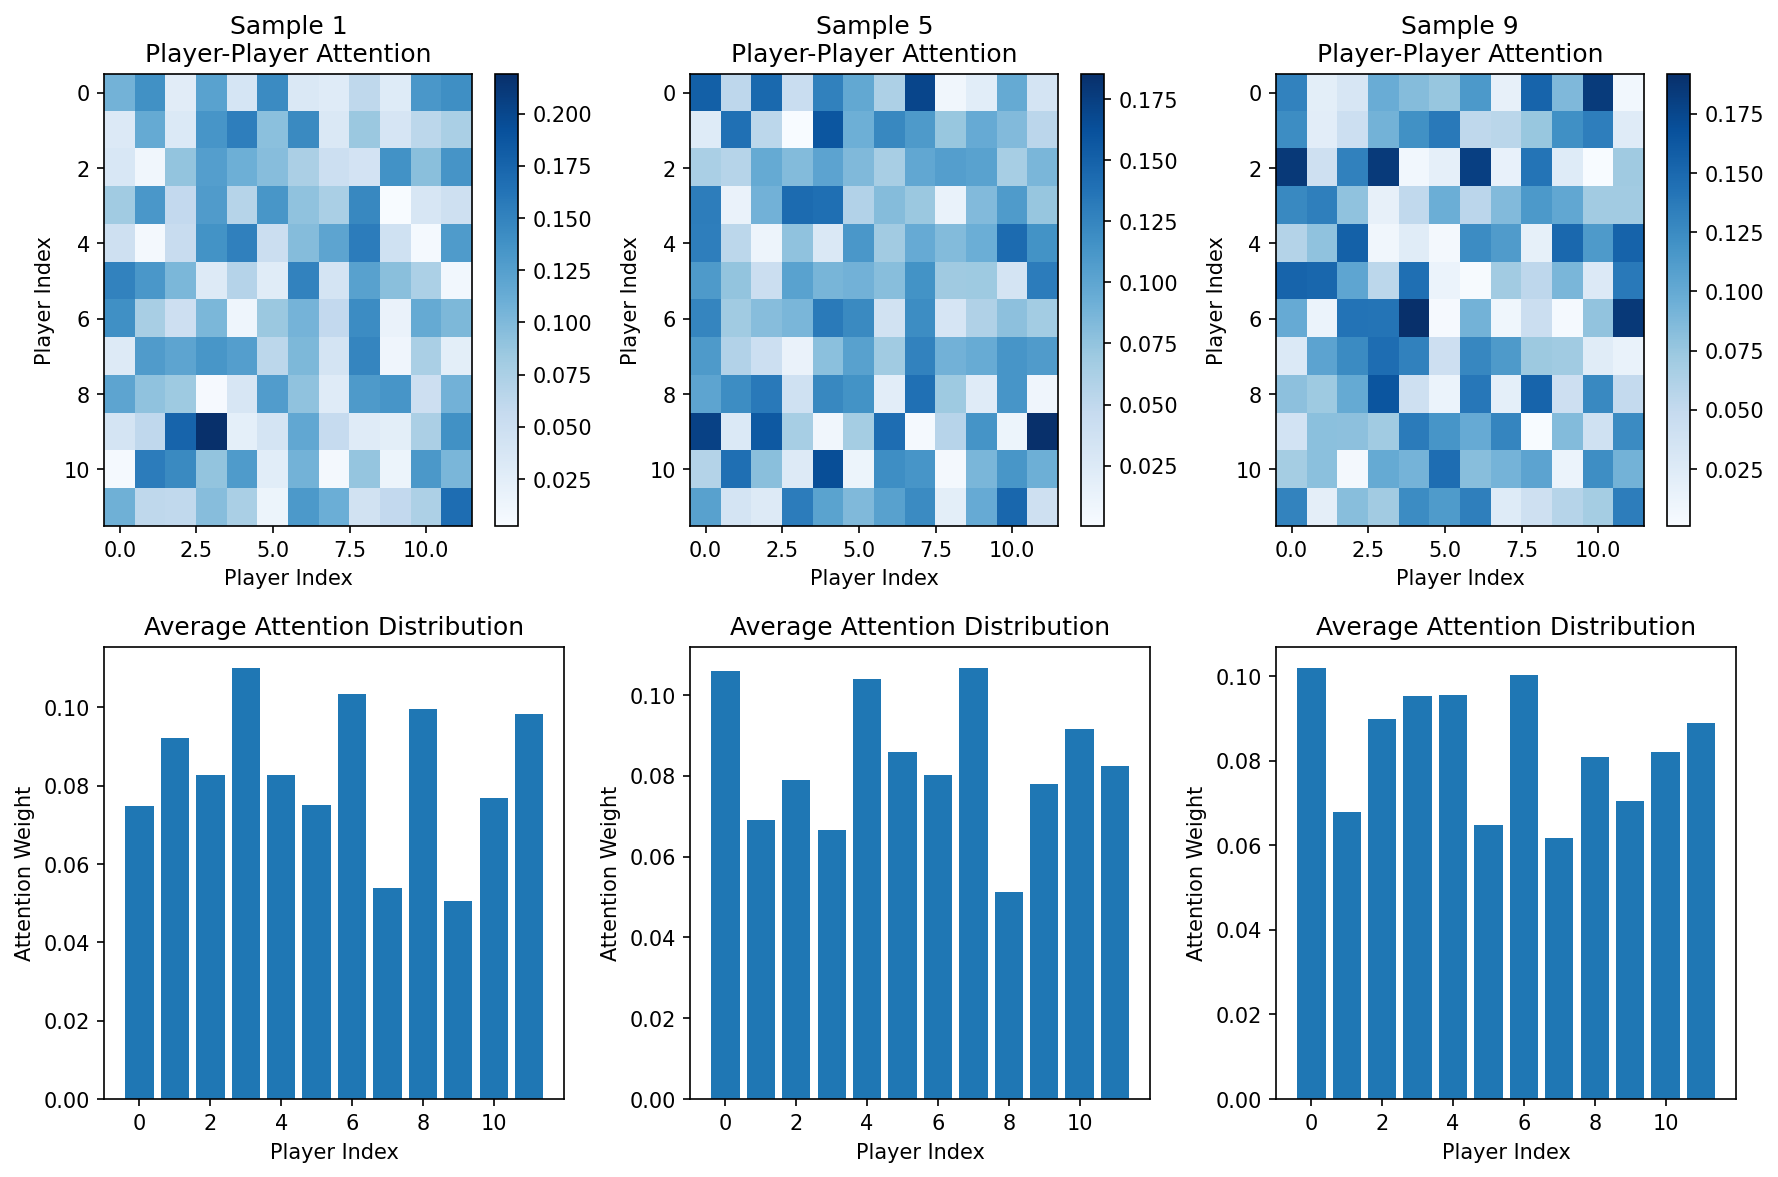 Sample 1
Player-Player Attention
0
2
4
6
8
10
Player Index
0.0 2.5 5.0 7.5 10.0
Player Index
0.200
0.175
0.150
0.125
0.100
0.075
0.050
0.025
Sample 5
Player-Player Attention
0
2
4
6
8
10
Player Index
0.0 2.5 5.0 7.5 10.0
Player Index
0.175
0.150
0.125
0.100
0.075
0.050
0.025
Sample 9
Player-Player Attention
0
2
4
6
8
10
Player Index
0.0 2.5 5.0 7.5 10.0
Player Index
0.175
0.150
0.125
0.100
0.075
0.050
0.025
Average Attention Distribution
0.10
0.08
0.06
0.04
0.02
0.00
Attention Weight
0 2 4 6 8 10
Player Index
Average Attention Distribution
0.10
0.08
0.06
0.04
0.02
0.00
Attention Weight
0 2 4 6 8 10
Player Index
Average Attention Distribution
0.10
0.08
0.06
0.04
0.02
0.00
Attention Weight
0 2 4 6 8 10
Player Index